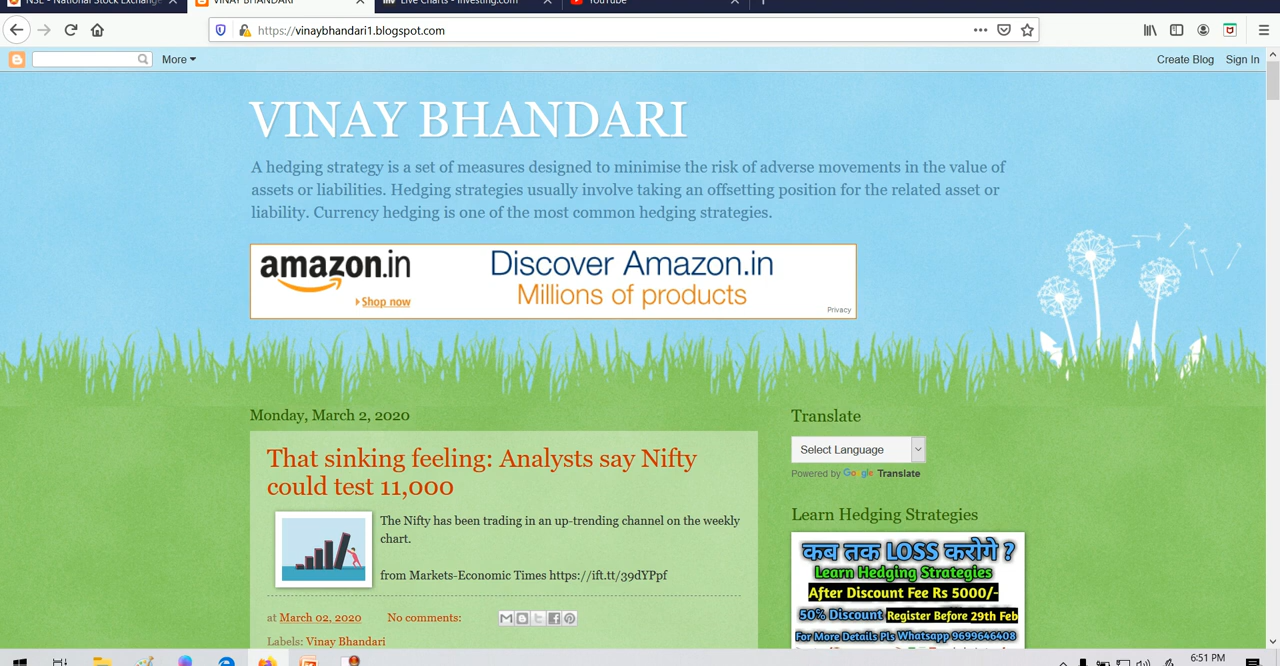 NSE - National Stock Exchange
VINAY BHANDARI
Live Charts - Investing.com
YouTube
https://vinaybhandari1.blogspot.com
More
Create Blog
Sign In
VINAY BHANDARI
A hedging strategy is a set of measures designed to minimise the risk of adverse movements in the value of
assets or liabilities. Hedging strategies usually involve taking an offsetting position for the related asset or
liability. Currency hedging is one of the most common hedging strategies.
amazon.in
Shop now
Discover Amazon.in
Millions of products
Privacy
Monday, March 2, 2020
That sinking feeling: Analysts say Nifty
could test 11,000
The Nifty has been trading in an up-trending channel on the weekly
chart.
from Markets-Economic Times https://ift.tt/39dYPpf
at March 02, 2020
No comments:
Labels: Vinay Bhandari
Translate
Select Language
Powered by Google Translate
Learn Hedging Strategies
कब तक LOSS करोगे ?
Learn Hedging Strategies
After Discount Fee Rs 5000/-
50% Discount Register Before 29th Feb
For More Details Pls Whatsapp 9699646408
6:51 PM